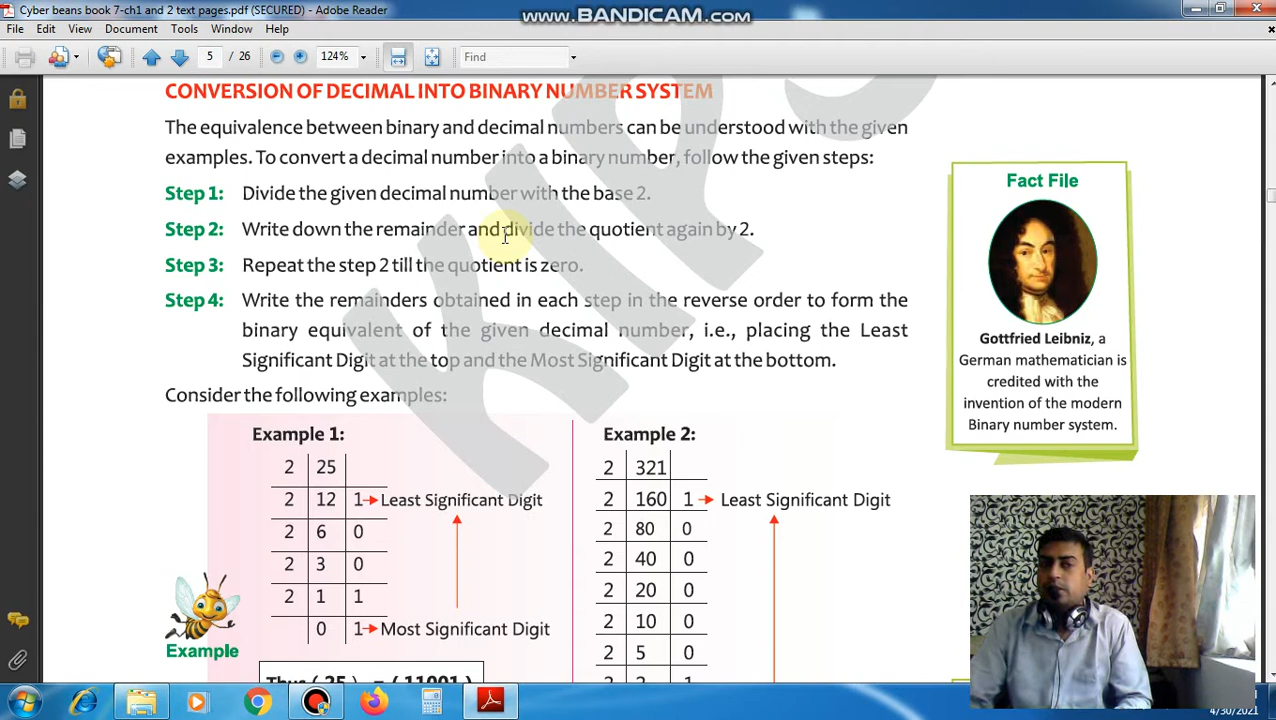 Cyber beans book 7-ch1 and 2 text pages.pdf (SECURED) - Adobe Reader
www.BANDICAM.com
File Edit View Document Tools Window Help
5 / 26 124% Find
CONVERSION OF DECIMAL INTO BINARY NUMBER SYSTEM
The equivalence between binary and decimal numbers can be understood with the given
examples. To convert a decimal number into a binary number, follow the given steps:
Step 1: Divide the given decimal number with the base 2.
Step 2: Write down the remainder and divide the quotient again by 2.
Step 3: Repeat the step 2 till the quotient is zero.
Step 4: Write the remainders obtained in each step in the reverse order to form the
binary equivalent of the given decimal number, i.e., placing the Least
Significant Digit at the top and the Most Significant Digit at the bottom.
Consider the following examples:
Example 1:
2 25
2 12 1 Least Significant Digit
2 6 0
2 3 0
2 1 1
0 1 Most Significant Digit
Thus (25) = (11001)
Example
Example 2:
2 321
2 160 1 Least Significant Digit
2 80 0
2 40 0
2 20 0
2 10 0
2 5 0
2 2 1
Fact File
Gottfried Leibniz, a
German mathematician is
credited with the
invention of the modern
Binary number system.
KIPS
4/30/2021